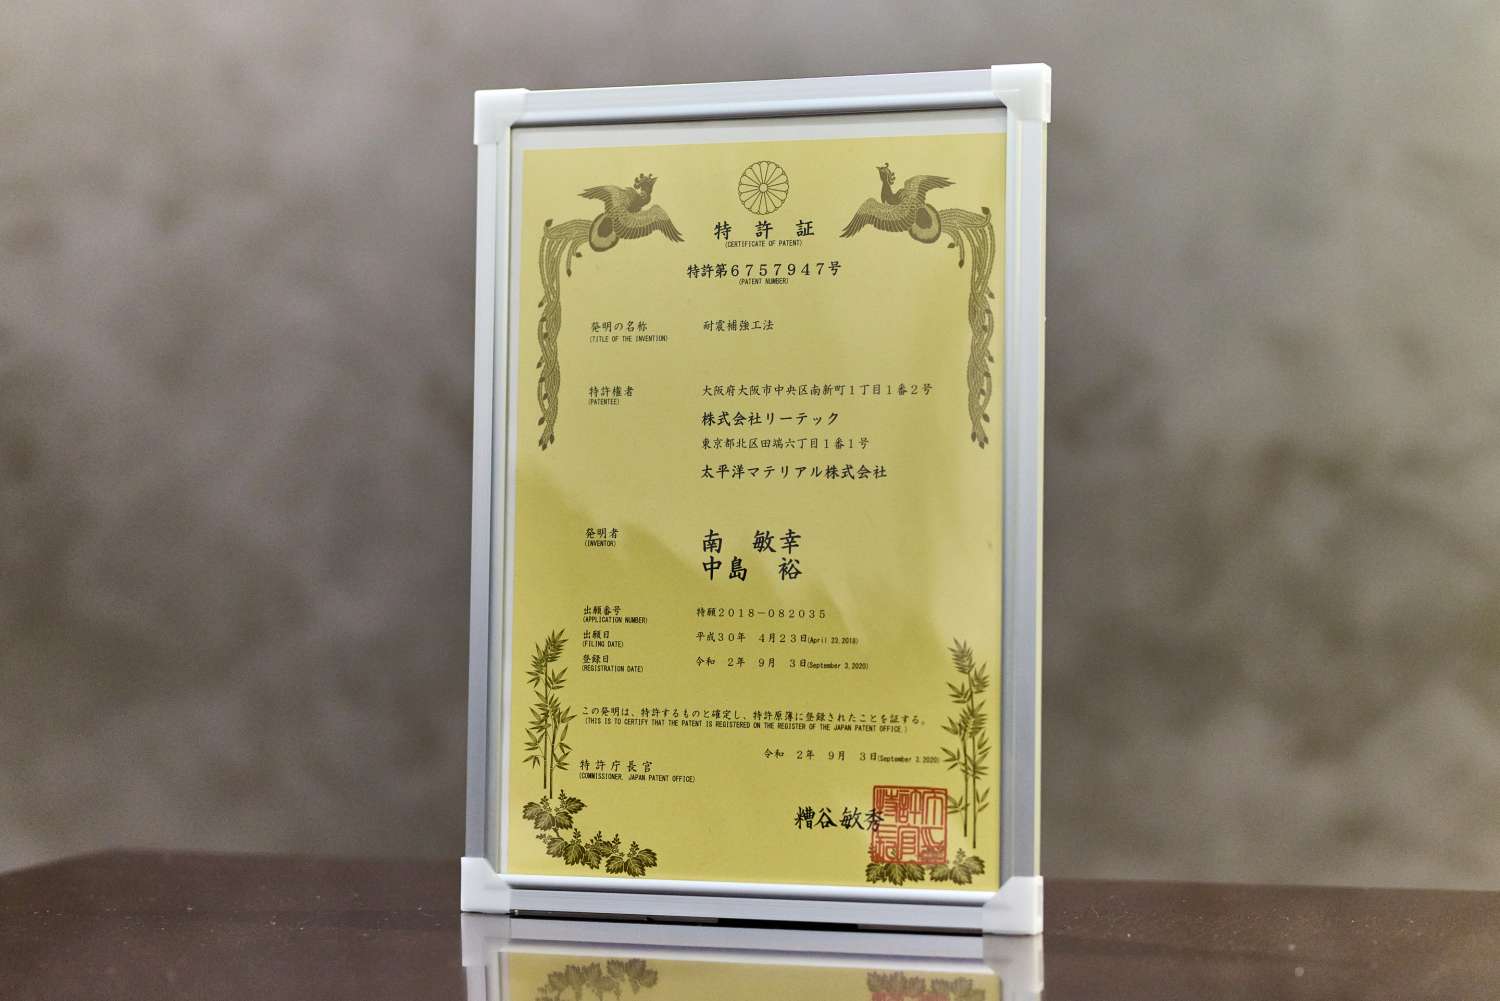 特許証
(CERTIFICATE OF PATENT)
特許第6757947号
(PATENT NUMBER)
発明の名称 耐震補強工法
(TITLE OF THE INVENTION)
特許権者 大阪府大阪市中央区南新町1丁目1番2号
(PATENTEE)
株式会社リーテック
東京都北区田端六丁目1番1号
太平洋マテリアル株式会社
発明者 南 敏幸
(INVENTOR)
中島 裕
出願番号 特願2018-082035
(APPLICATION NUMBER)
出願日 平成30年 4月23日(April 23,2018)
(FILING DATE)
登録日 令和 2年 9月 3日(September 3,2020)
(REGISTRATION DATE)
この発明は、特許するものと確定し、特許原簿に登録されたことを証する。
(THIS IS TO CERTIFY THAT THE PATENT IS REGISTERED ON THE REGISTER OF THE JAPAN PATENT OFFICE.)
令和 2年 9月 3日(September 3,2020)
特許庁長官
(COMMISSIONER, JAPAN PATENT OFFICE)
糟谷敏秀